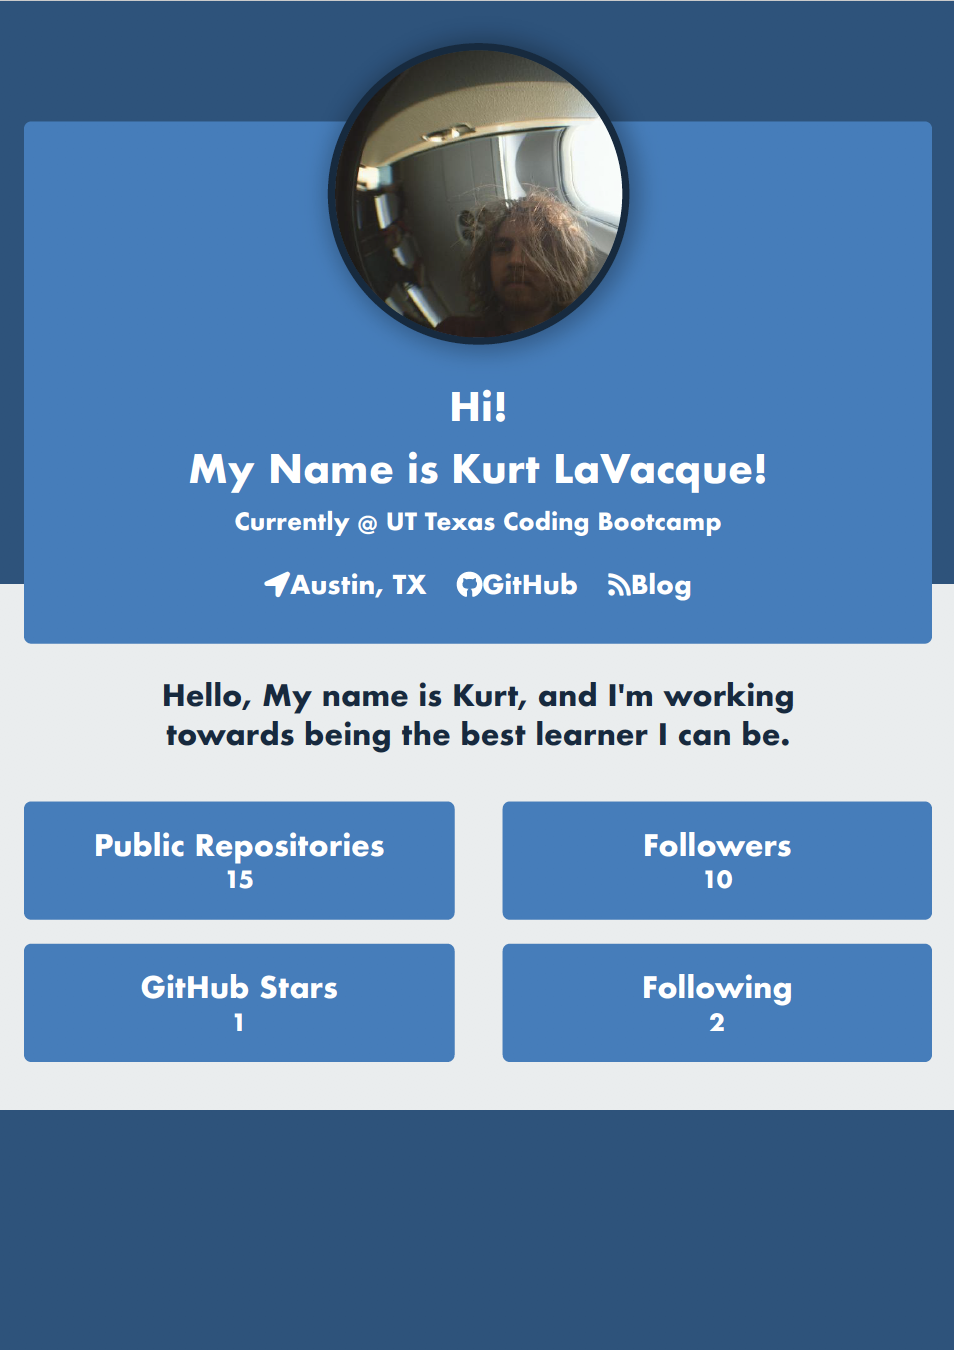 Hi!
My Name is Kurt LaVacque!
Currently @ UT Texas Coding Bootcamp
Austin, TX GitHub Blog
Hello, My name is Kurt, and I'm working
towards being the best learner I can be.
Public Repositories
15
Followers
10
GitHub Stars
1
Following
2